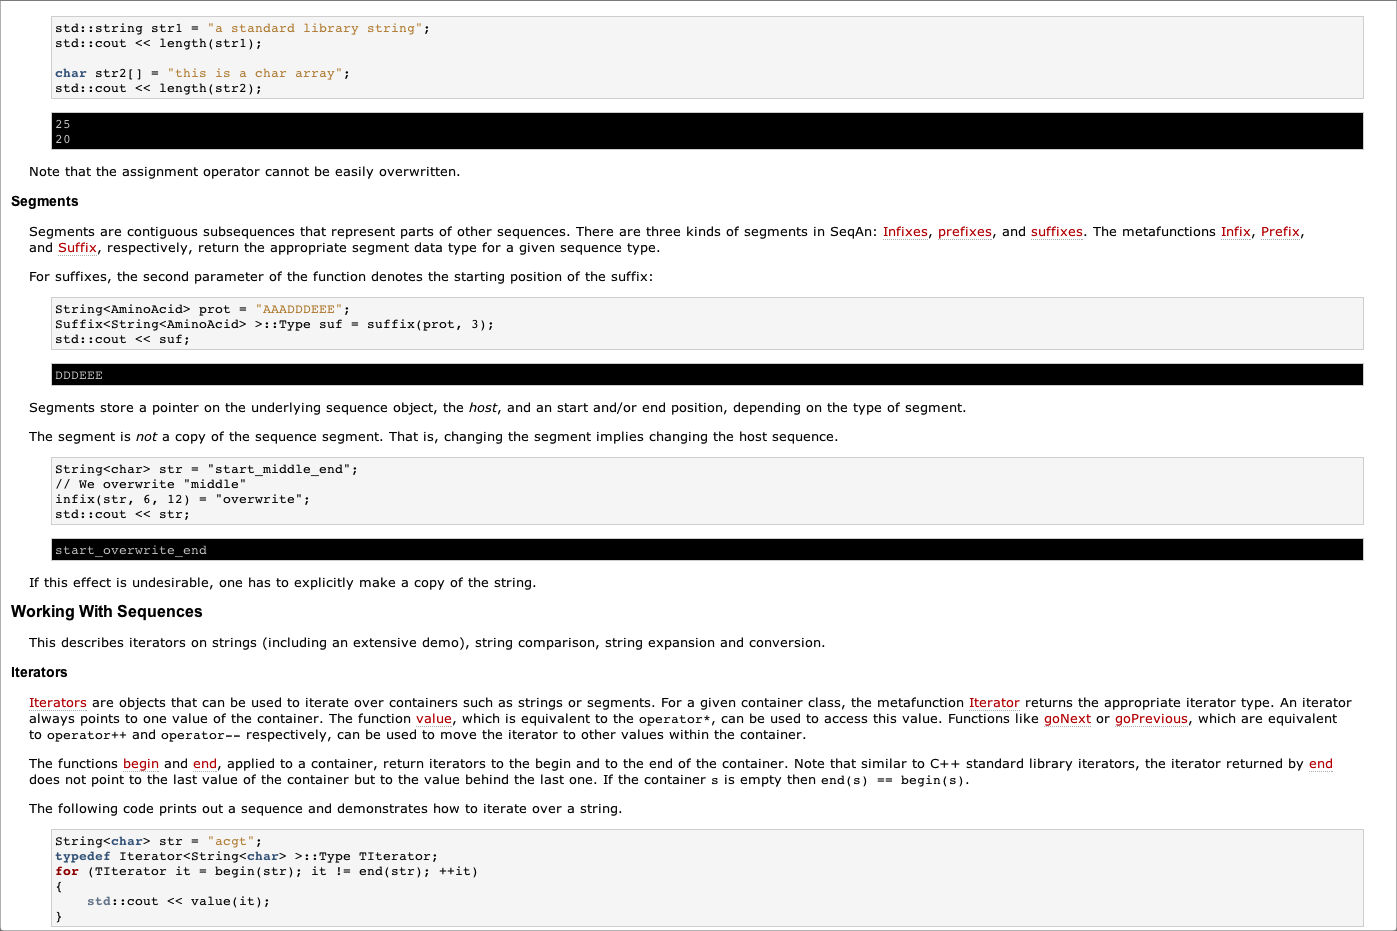 std::string str1 = "a standard library string";
std::cout << length(str1);
char str2[] = "this is a char array";
std::cout << length(str2);
25
20
Note that the assignment operator cannot be easily overwritten.
Segments
Segments are contiguous subsequences that represent parts of other sequences. There are three kinds of segments in SeqAn: Infixes, prefixes, and suffixes. The metafunctions Infix, Prefix,
and Suffix, respectively, return the appropriate segment data type for a given sequence type.
For suffixes, the second parameter of the function denotes the starting position of the suffix:
String<AminoAcid> prot = "AAADDDEEE";
Suffix<String<AminoAcid> >::Type suf = suffix(prot, 3);
std::cout << suf;
DDDEEE
Segments store a pointer on the underlying sequence object, the host, and an start and/or end position, depending on the type of segment.
The segment is not a copy of the sequence segment. That is, changing the segment implies changing the host sequence.
String<char> str = "start_middle_end";
// We overwrite "middle"
infix(str, 6, 12) = "overwrite";
std::cout << str;
start_overwrite_end
If this effect is undesirable, one has to explicitly make a copy of the string.
Working With Sequences
This describes iterators on strings (including an extensive demo), string comparison, string expansion and conversion.
Iterators
Iterators are objects that can be used to iterate over containers such as strings or segments. For a given container class, the metafunction Iterator returns the appropriate iterator type. An iterator
always points to one value of the container. The function value, which is equivalent to the operator*, can be used to access this value. Functions like goNext or goPrevious, which are equivalent
to operator++ and operator-- respectively, can be used to move the iterator to other values within the container.
The functions begin and end, applied to a container, return iterators to the begin and to the end of the container. Note that similar to C++ standard library iterators, the iterator returned by end
does not point to the last value of the container but to the value behind the last one. If the container s is empty then end(s) == begin(s).
The following code prints out a sequence and demonstrates how to iterate over a string.
String<char> str = "acgt";
typedef Iterator<String<char> >::Type TIterator;
for (TIterator it = begin(str); it != end(str); ++it)
{
    std::cout << value(it);
}